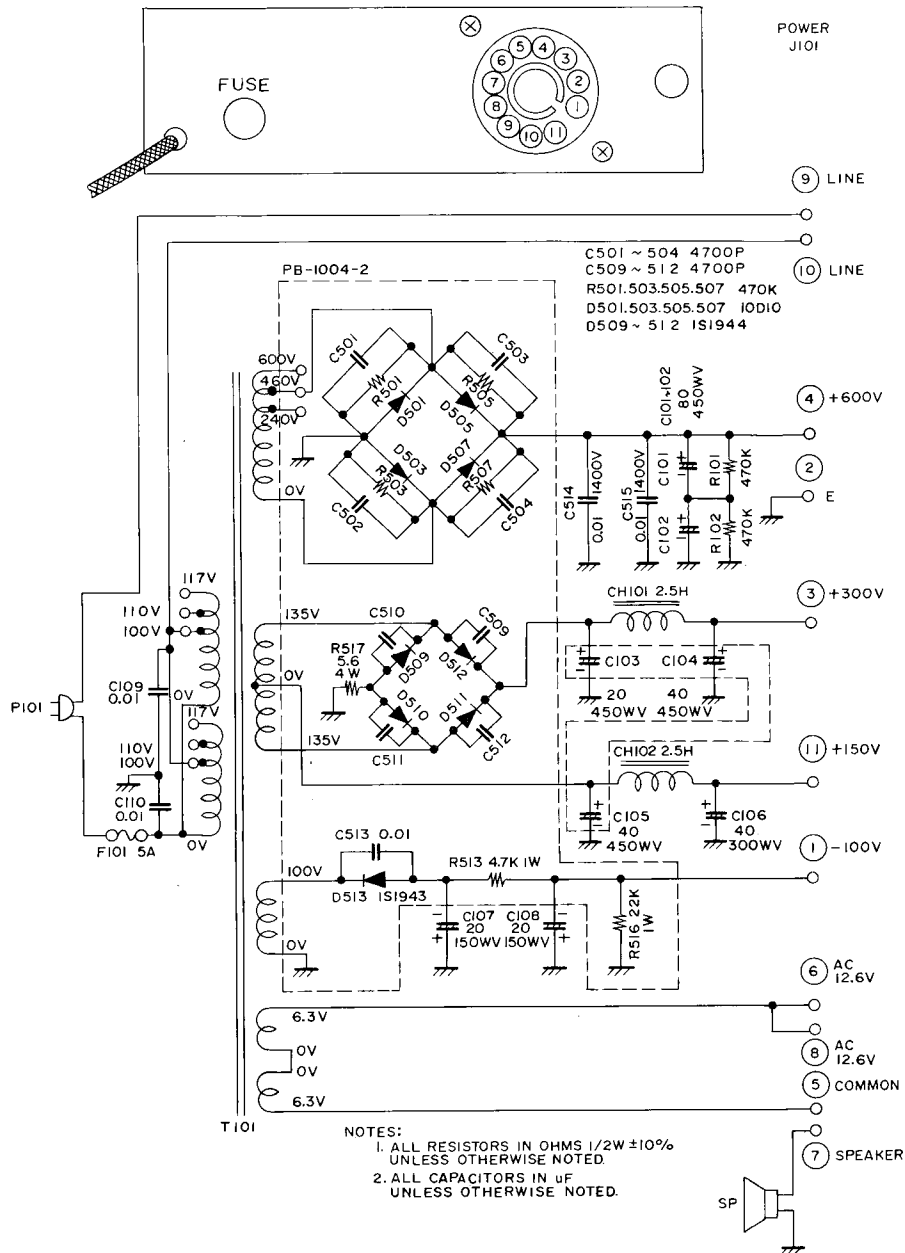 POWER
J101
FUSE
5
4
3
6
2
7
1
8
9
10
11
9 LINE
10 LINE
C501 ~ 504 4700P
C509 ~ 512 4700P
R501.503.505.507 470K
D501.503.505.507 10D10
D509 ~ 512 1S1944
PB-1004-2
600V
460V
240V
0V
C501
R501
D501
C503
R505
D505
D503
R503
C502
D507
R507
C504
C514
1400V
0.01
C515
1400V
0.01
C101,102
80
450WV
C101
C102
R101
470K
R102
470K
4 +600V
2
E
3 +300V
CH101 2.5H
C103
20
450WV
C104
40
450WV
11 +150V
CH102 2.5H
C105
40
450WV
C106
40
300WV
1 -100V
117V
110V
100V
0V
117V
110V
100V
0V
P101
C109
0.01
C110
0.01
F101 5A
135V
0V
135V
R517
5.6
4W
C510
D509
C509
D512
D510
C511
D511
C512
100V
0V
C513 0.01
D513 1S1943
R513 4.7K 1W
C107
20
150WV
C108
20
150WV
R516 22K
1W
6 AC
12.6V
8 AC
12.6V
5 COMMON
7 SPEAKER
6.3V
0V
0V
6.3V
T101
SP
NOTES:
1. ALL RESISTORS IN OHMS 1/2W ±10%
UNLESS OTHERWISE NOTED.
2. ALL CAPACITORS IN uF
UNLESS OTHERWISE NOTED.